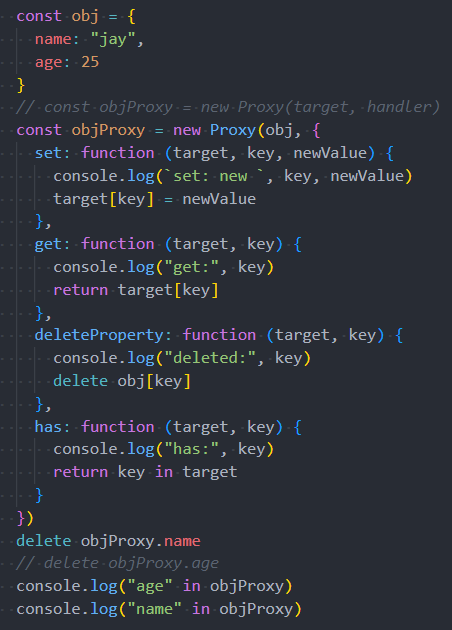 const obj = {
  name: "jay",
  age: 25
}
// const objProxy = new Proxy(target, handler)
const objProxy = new Proxy(obj, {
  set: function (target, key, newValue) {
    console.log(`set: new `, key, newValue)
    target[key] = newValue
  },
  get: function (target, key) {
    console.log("get:", key)
    return target[key]
  },
  deleteProperty: function (target, key) {
    console.log("deleted:", key)
    delete obj[key]
  },
  has: function (target, key) {
    console.log("has:", key)
    return key in target
  }
})
delete objProxy.name
// delete objProxy.age
console.log("age" in objProxy)
console.log("name" in objProxy)